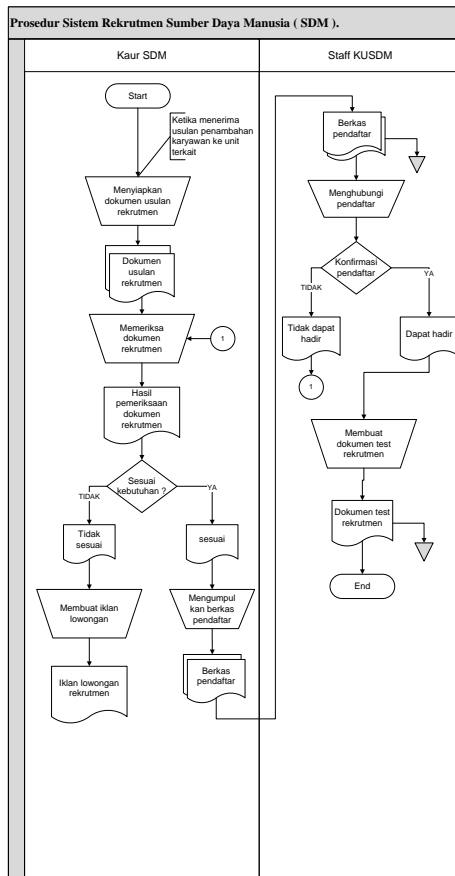 Prosedur Sistem Rekrutmen Sumber Daya Manusia ( SDM ).
Kaur SDM
Staff KUSDM
Start
Ketika menerima
usulan penambahan
karyawan ke unit
terkait
Menyiapkan
dokumen usulan
rekrutmen
Dokumen
usulan
rekrutmen
Memeriksa
dokumen
rekrutmen
1
Hasil
pemeriksaan
dokumen
rekrutmen
Sesuai
kebutuhan ?
TIDAK
YA
Tidak
sesuai
sesuai
Membuat iklan
lowongan
Mengumpul
kan berkas
pendaftar
Iklan lowongan
rekrutmen
Berkas
pendaftar
Berkas
pendaftar
Menghubungi
pendaftar
Konfirmasi
pendaftar
TIDAK
YA
Tidak dapat
hadir
Dapat hadir
1
Membuat
dokumen test
rekrutmen
Dokumen test
rekrutmen
End